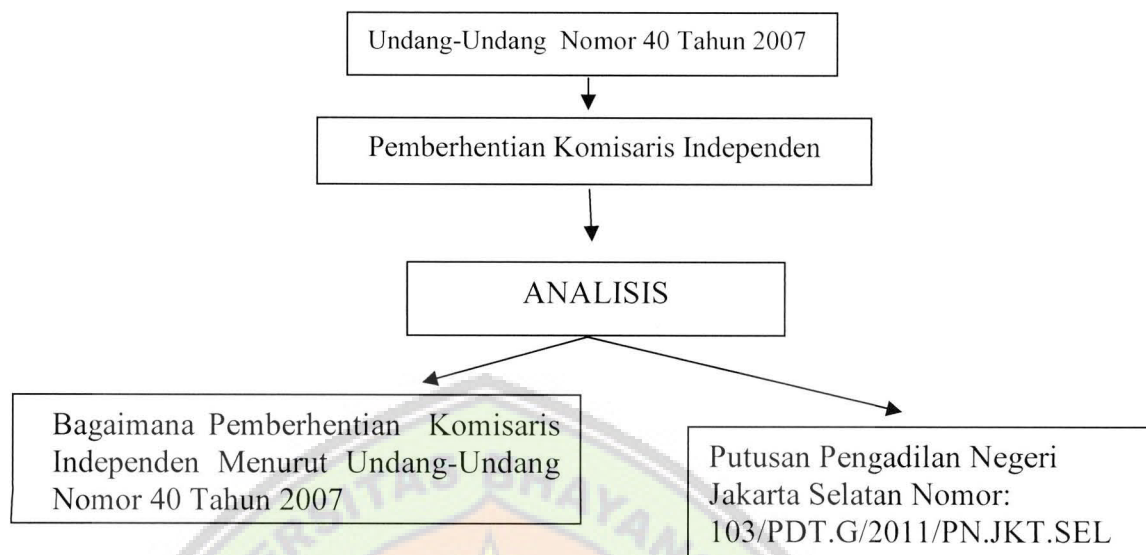 Undang-Undang Nomor 40 Tahun 2007
Pemberhentian Komisaris Independen
ANALISIS
Bagaimana Pemberhentian Komisaris
Independen Menurut Undang-Undang
Nomor 40 Tahun 2007
Putusan Pengadilan Negeri
Jakarta Selatan Nomor:
103/PDT.G/2011/PN.JKT.SEL